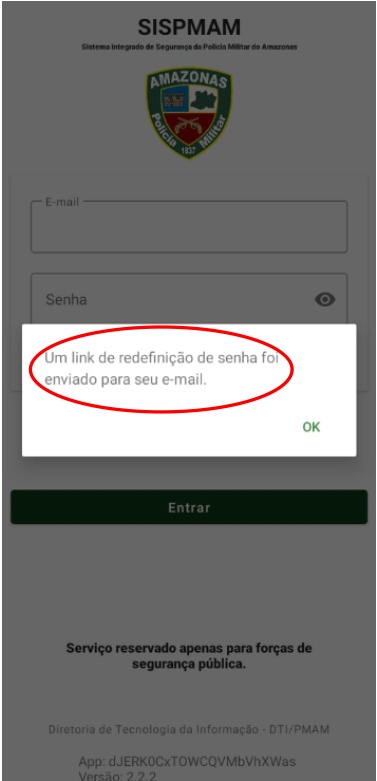 SISPMAM
Sistema Integrado de Segurança da Polícia Militar do Amazonas
AMAZONAS
Polícia Militar
1837
E-mail
Senha
Um link de redefinição de senha foi
enviado para seu e-mail.
OK
Entrar
Serviço reservado apenas para forças de
segurança pública.
Diretoria de Tecnologia da Informação - DTI/PMAM
App: dJERK0CxTOWCQVMbVhXWas
Versão: 2.2.2